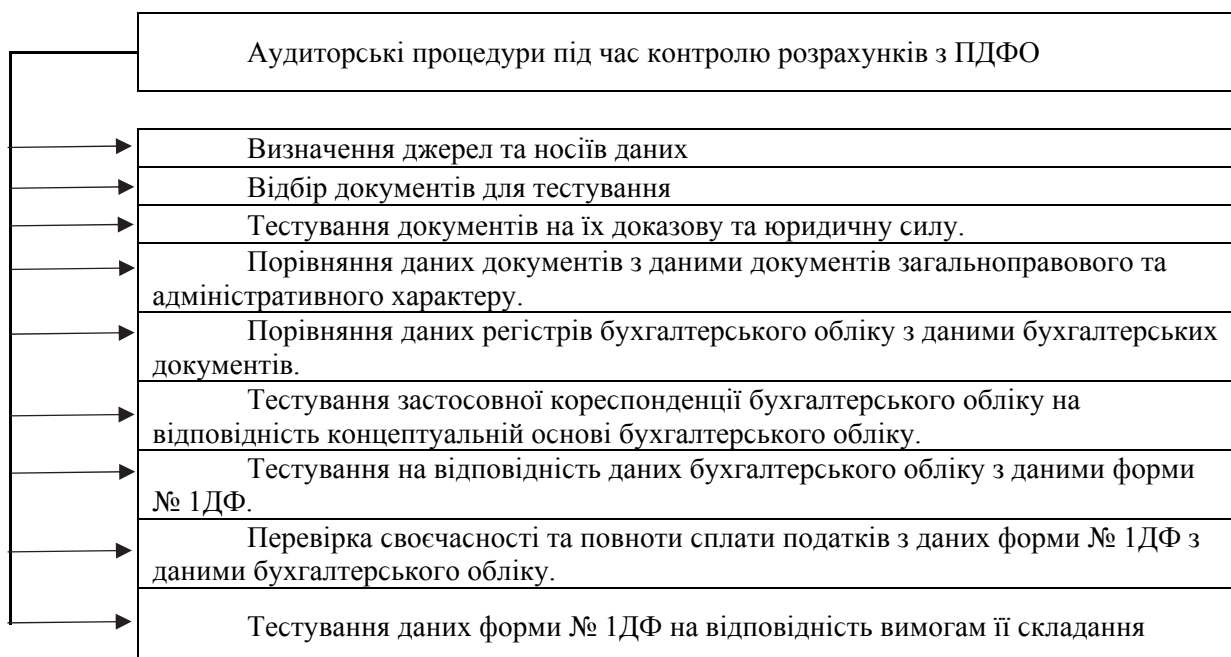 Аудиторські процедури під час контролю розрахунків з ПДФО
Визначення джерел та носіїв даних
Відбір документів для тестування
Тестування документів на їх доказову та юридичну силу.
Порівняння даних документів з даними документів загальноправового та
адміністративного характеру.
Порівняння даних регістрів бухгалтерського обліку з даними бухгалтерських
документів.
Тестування застосовної кореспонденції бухгалтерського обліку на
відповідність концептуальній основі бухгалтерського обліку.
Тестування на відповідність даних бухгалтерського обліку з даними форми
№ 1ДФ.
Перевірка своєчасності та повноти сплати податків з даних форми № 1ДФ з
даними бухгалтерського обліку.
Тестування даних форми № 1ДФ на відповідність вимогам її складання